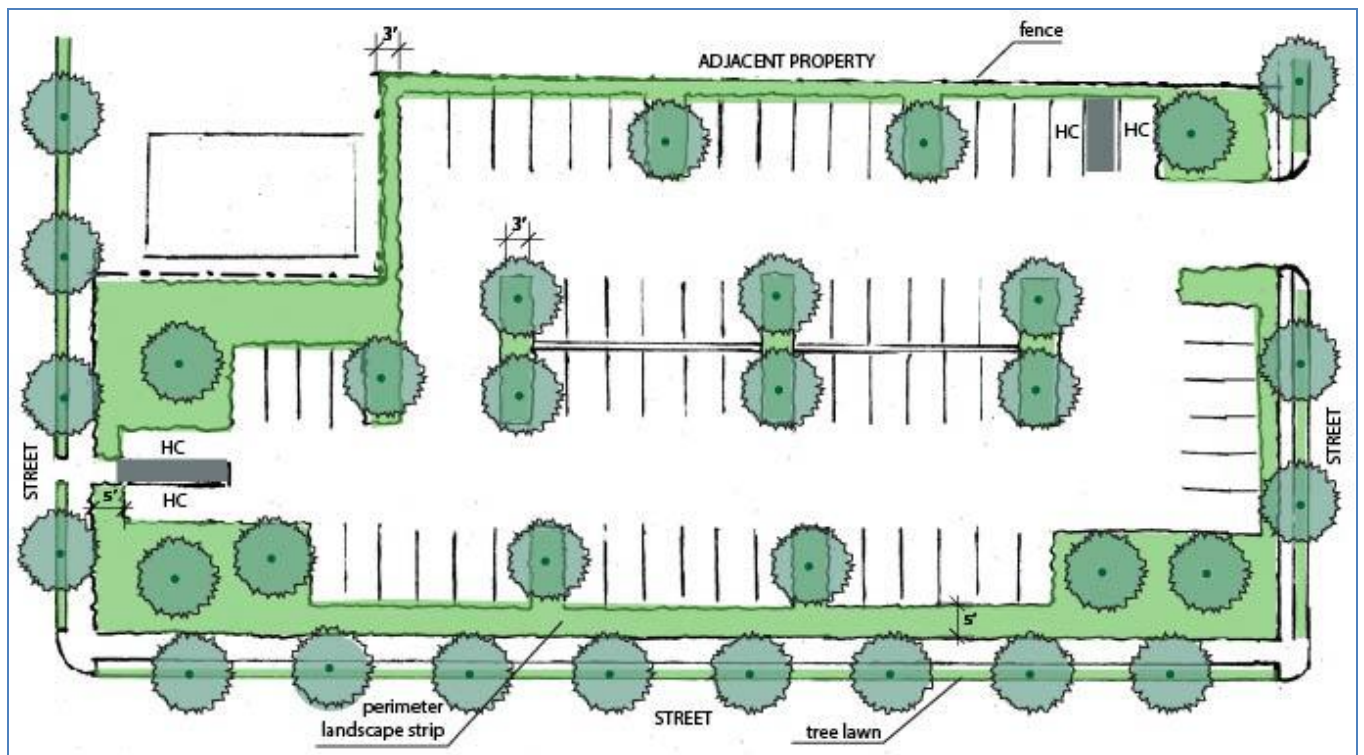 fence
3'
ADJACENT PROPERTY
HC
HC
3'
HC
HC
5'
STREET
STREET
5'
perimeter
landscape strip
STREET
tree lawn